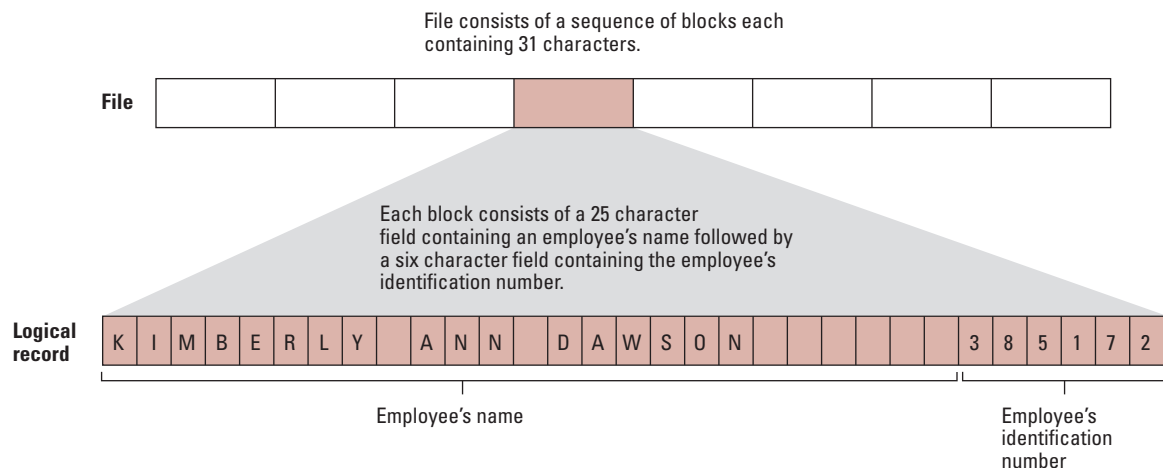 File consists of a sequence of blocks each
containing 31 characters.
File
Each block consists of a 25 character
field containing an employee's name followed by
a six character field containing the employee's
identification number.
Logical
record
K I M B E R L Y A N N D A W S O N 3 8 5 1 7 2
Employee's name
Employee's
identification
number